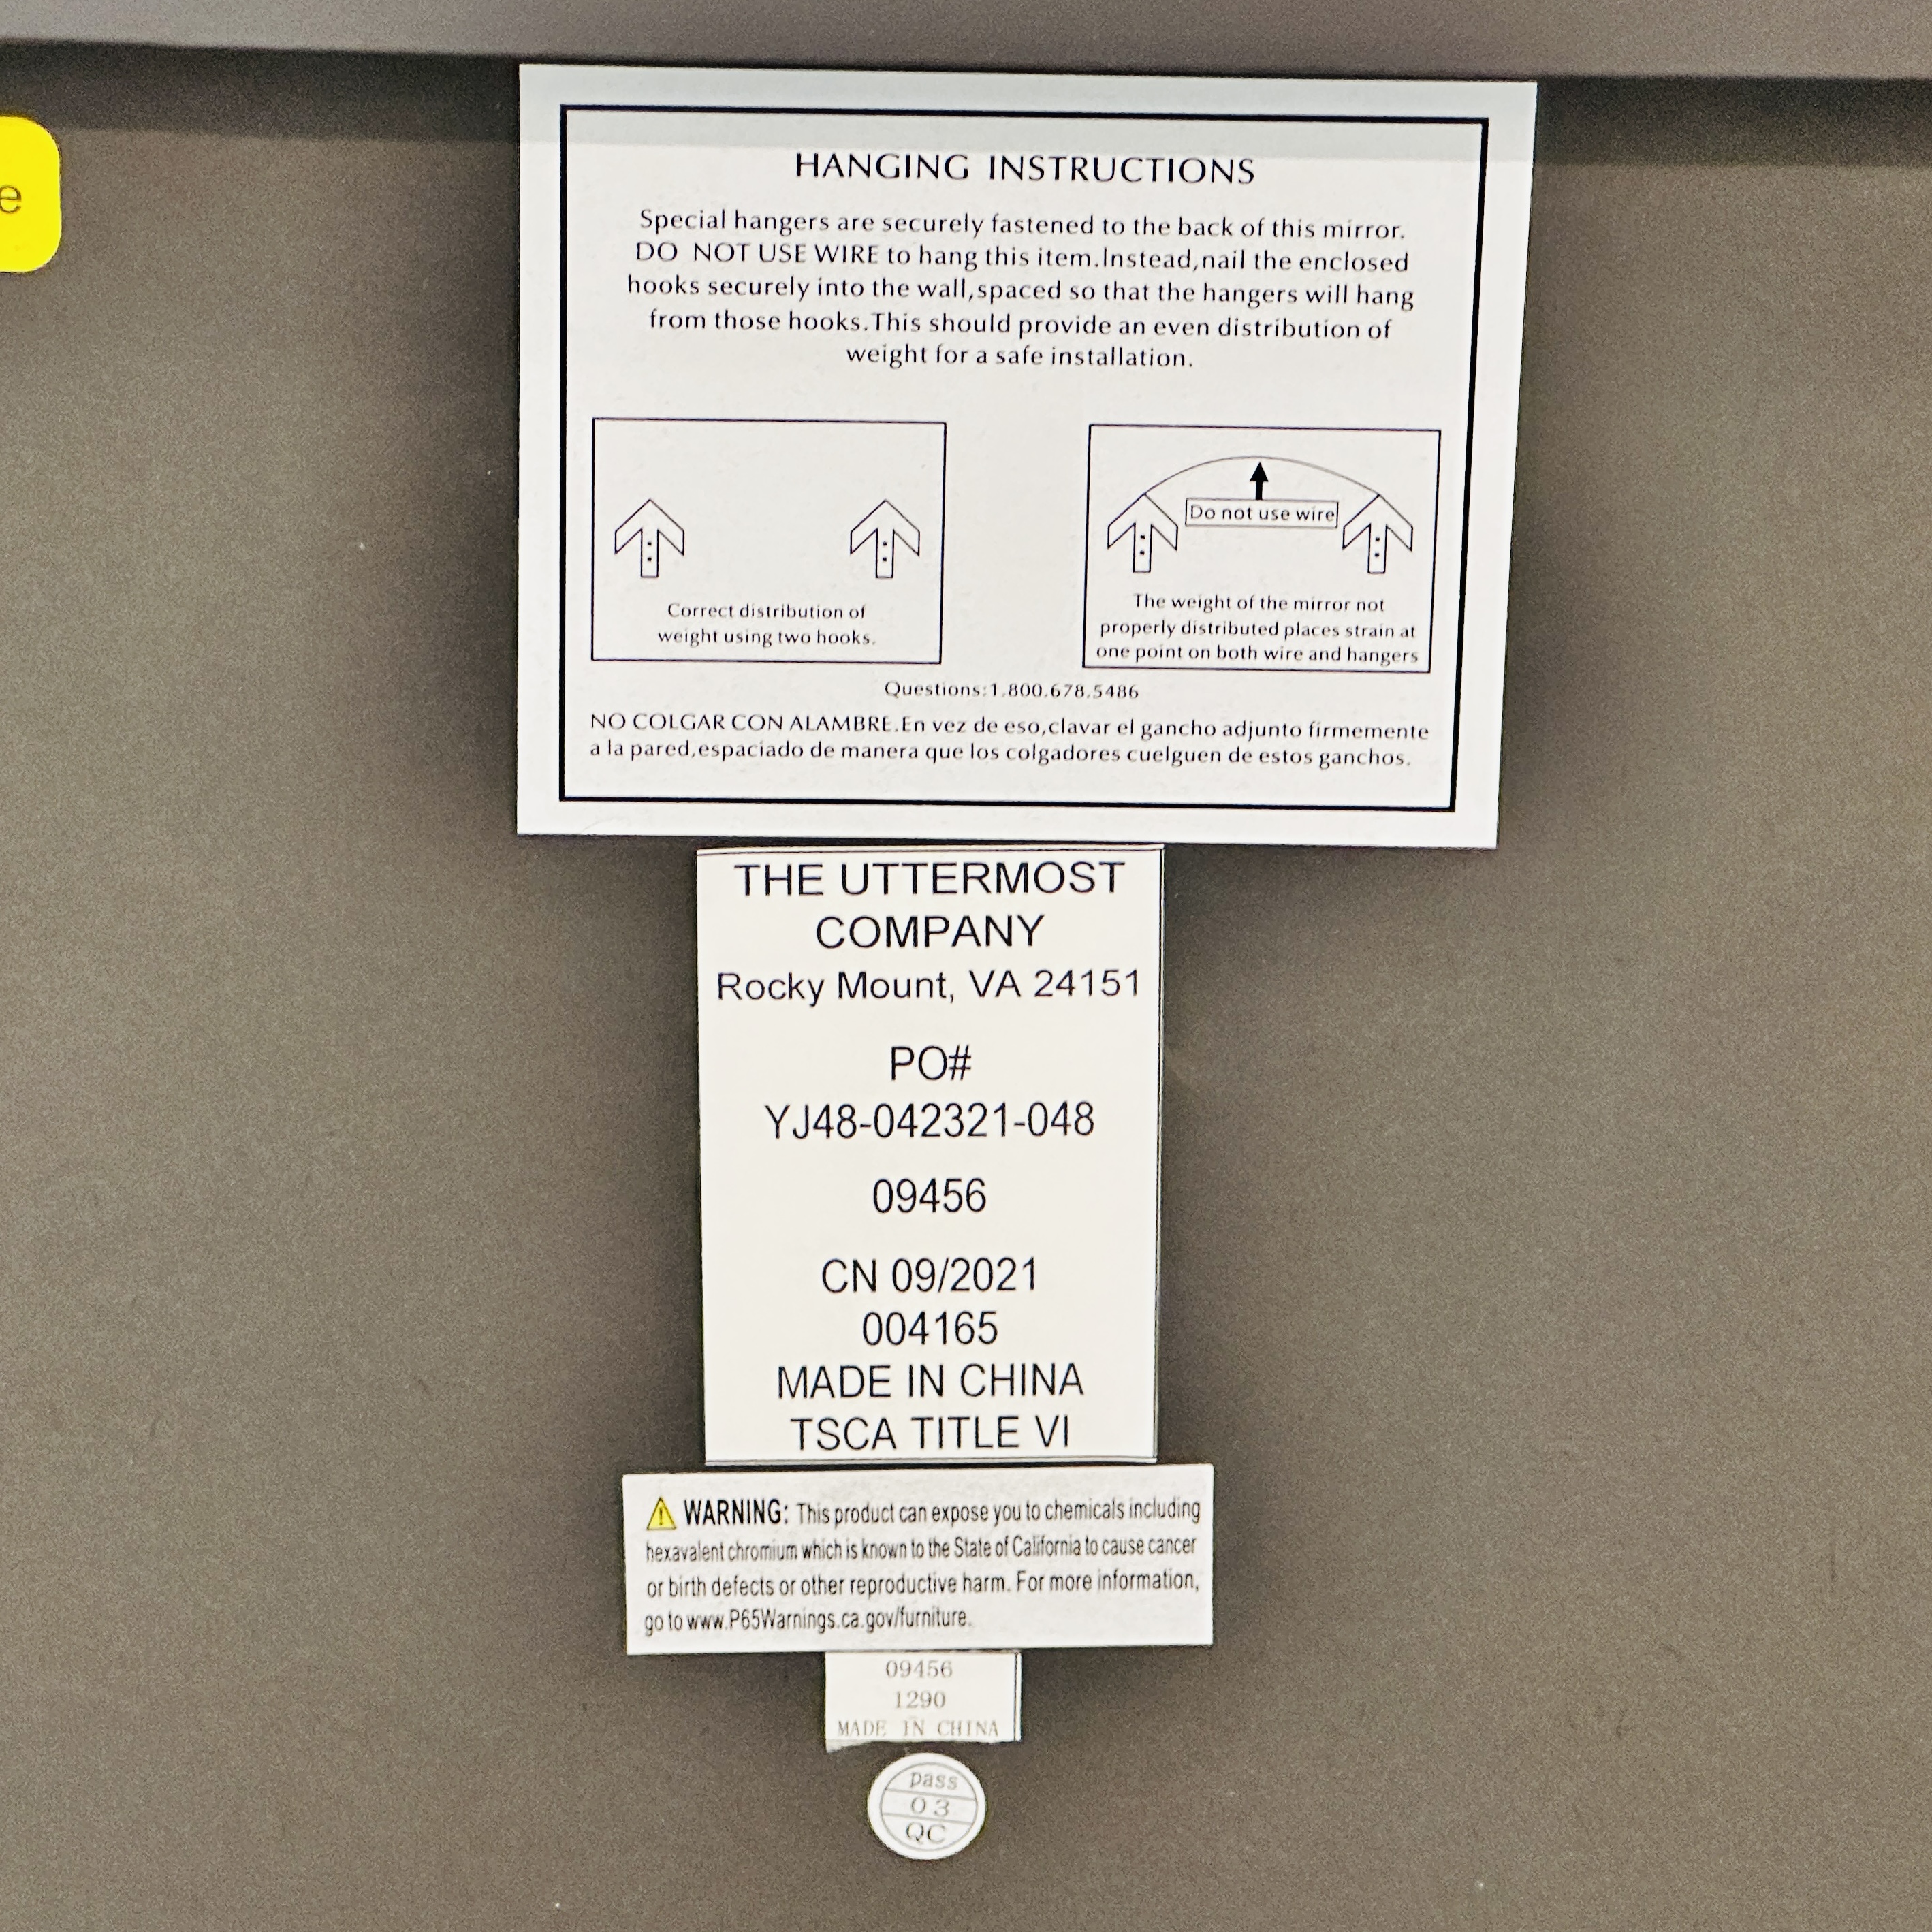 e
HANGING INSTRUCTIONS
Special hangers are securely fastened to the back of this mirror.
DO NOT USE WIRE to hang this item.Instead,nail the enclosed
hooks securely into the wall,spaced so that the hangers will hang
from those hooks.This should provide an even distribution of
weight for a safe installation.
Correct distribution of
weight using two hooks.
Do not use wire
The weight of the mirror not
properly distributed places strain at
one point on both wire and hangers
Questions:1.800.678.5486
NO COLGAR CON ALAMBRE.En vez de eso,clavar el gancho adjunto firmemente
a la pared,espaciado de manera que los colgadores cuelguen de estos ganchos.
THE UTTERMOST
COMPANY
Rocky Mount, VA 24151
PO#
YJ48-042321-048
09456
CN 09/2021
004165
MADE IN CHINA
TSCA TITLE VI
WARNING: This product can expose you to chemicals including
hexavalent chromium which is known to the State of California to cause cancer
or birth defects or other reproductive harm. For more information,
go to www.P65Warnings.ca.gov/furniture.
09456
1290
MADE IN CHINA
pass
03
QC